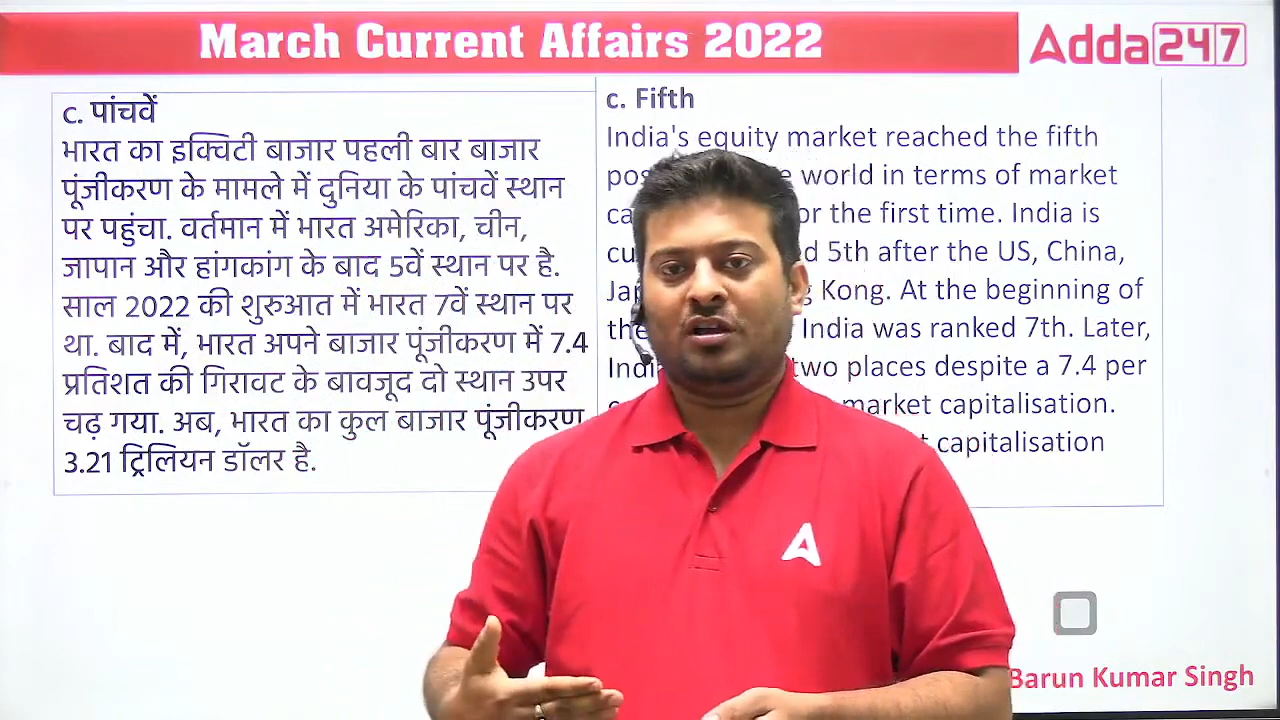 March Current Affairs 2022
Adda247
c. पांचवें
भारत का इक्विटी बाजार पहली बार बाजार
पूंजीकरण के मामले में दुनिया के पांचवें स्थान
पर पहुंचा. वर्तमान में भारत अमेरिका, चीन,
जापान और हांगकांग के बाद 5वें स्थान पर है.
साल 2022 की शुरुआत में भारत 7वें स्थान पर
था. बाद में, भारत अपने बाजार पूंजीकरण में 7.4
प्रतिशत की गिरावट के बावजूद दो स्थान उपर
चढ़ गया. अब, भारत का कुल बाजार पूंजीकरण
3.21 ट्रिलियन डॉलर है.
c. Fifth
India's equity market reached the fifth
world in terms of market
for the first time. India is
5th after the US, China,
Kong. At the beginning of
India was ranked 7th. Later,
two places despite a 7.4 per
market capitalisation.
capitalisation
Barun Kumar Singh